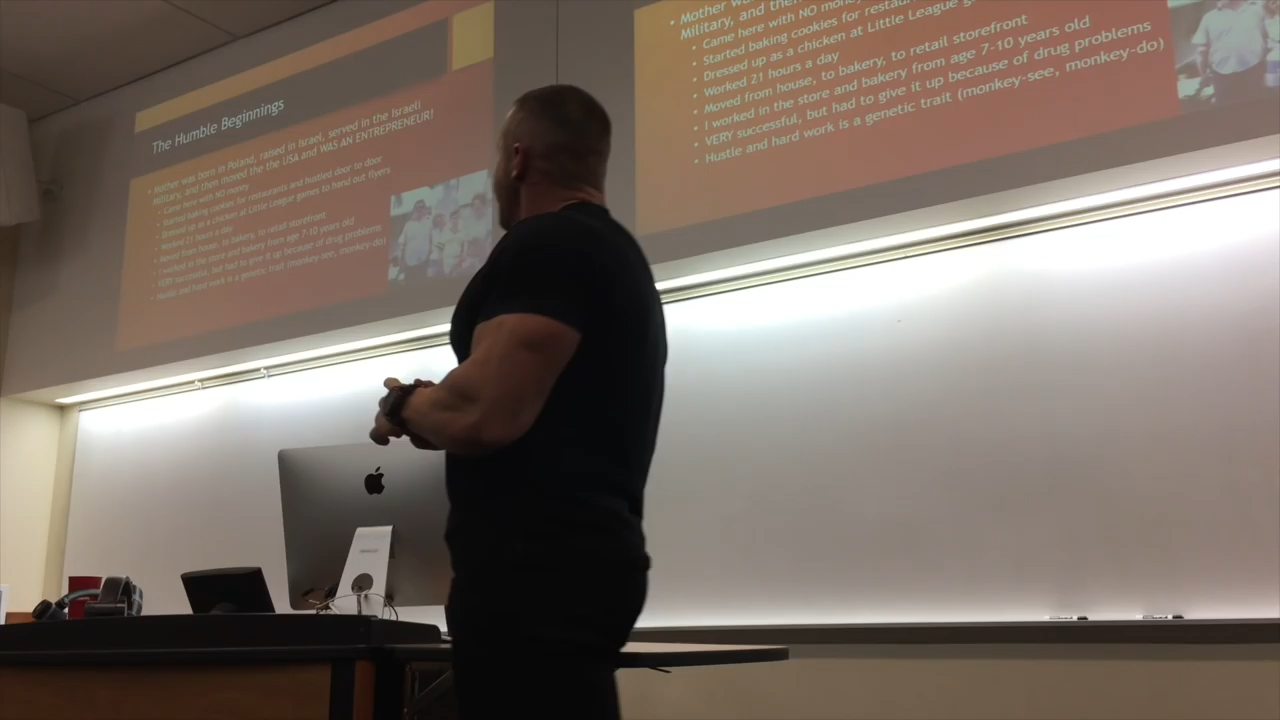 The Humble Beginnings
• Mother was born in Poland, raised in Israel, served in the Israeli
Military, and then moved the the USA and WAS AN ENTREPRENEUR!
• Came here with NO money
• Started baking cookies for restaurants and hustled door to door
• Dressed up as a chicken at Little League games to hand out flyers
• Worked 21 hours a day
• Moved from house, to bakery, to retail storefront
• I worked in the store and bakery from age 7-10 years old
• VERY successful, but had to give it up because of drug problems
• Hustle and hard work is a genetic trait (monkey-see, monkey-do)
• Mother wa
Military, and then
• Came here with NO mone
• Started baking cookies for restau
• Dressed up as a chicken at Little League g
• Worked 21 hours a day
• Moved from house, to bakery, to retail storefront
• I worked in the store and bakery from age 7-10 years old
• VERY successful, but had to give it up because of drug problems
• Hustle and hard work is a genetic trait (monkey-see, monkey-do)